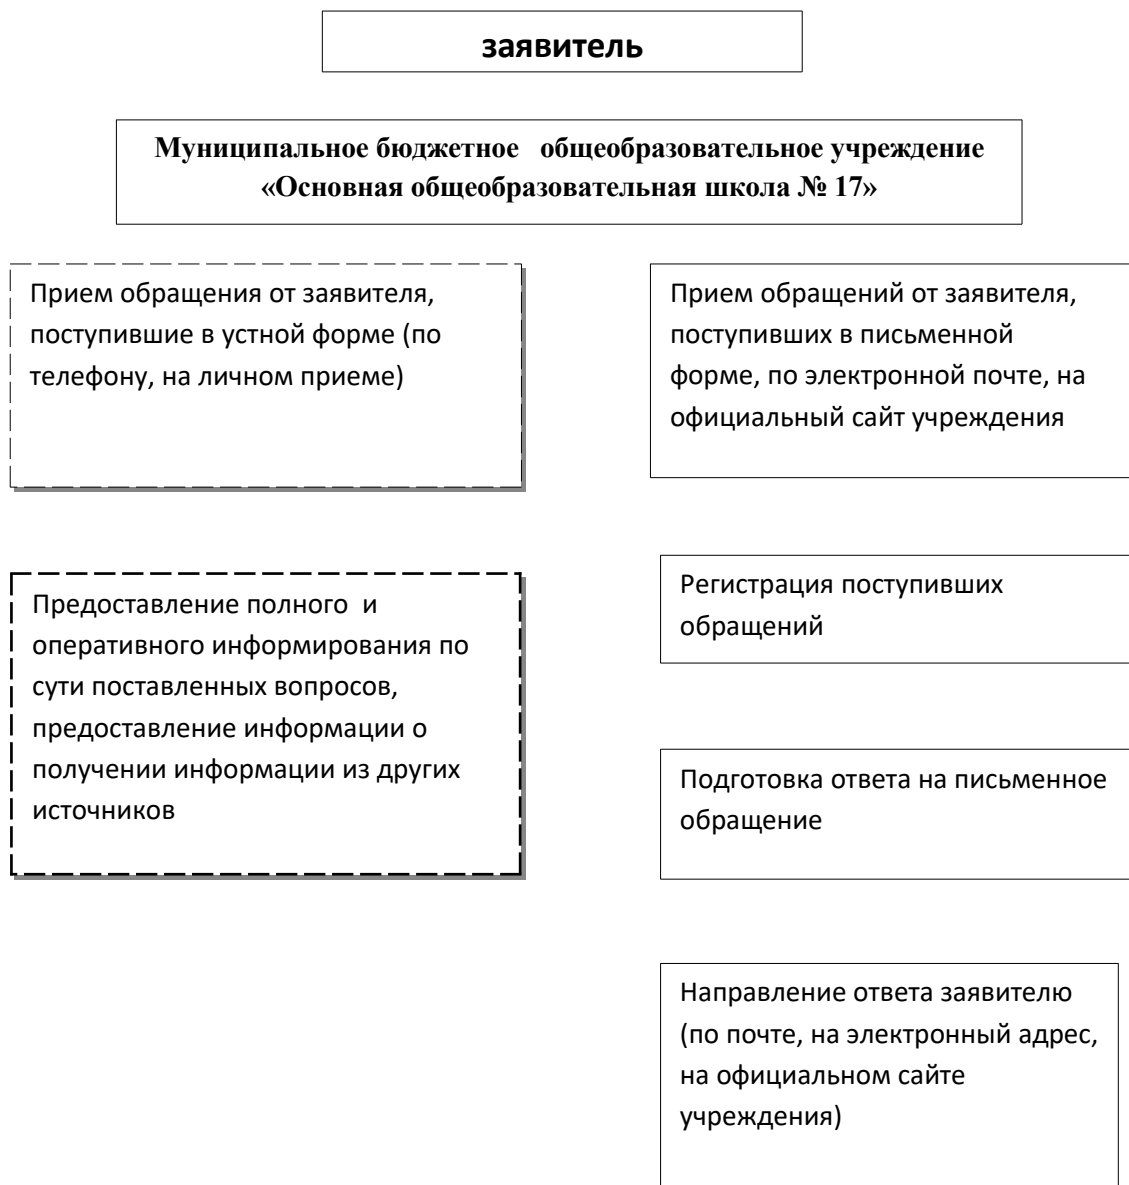 заявитель
Муниципальное бюджетное общеобразовательное учреждение
«Основная общеобразовательная школа № 17»
Прием обращения от заявителя,
поступившие в устной форме (по
телефону, на личном приеме)
Прием обращений от заявителя,
поступивших в письменной
форме, по электронной почте, на
официальный сайт учреждения
Предоставление полного и
оперативного информирования по
сути поставленных вопросов,
предоставление информации о
получении информации из других
источников
Регистрация поступивших
обращений
Подготовка ответа на письменное
обращение
Направление ответа заявителю
(по почте, на электронный адрес,
на официальном сайте
учреждения)